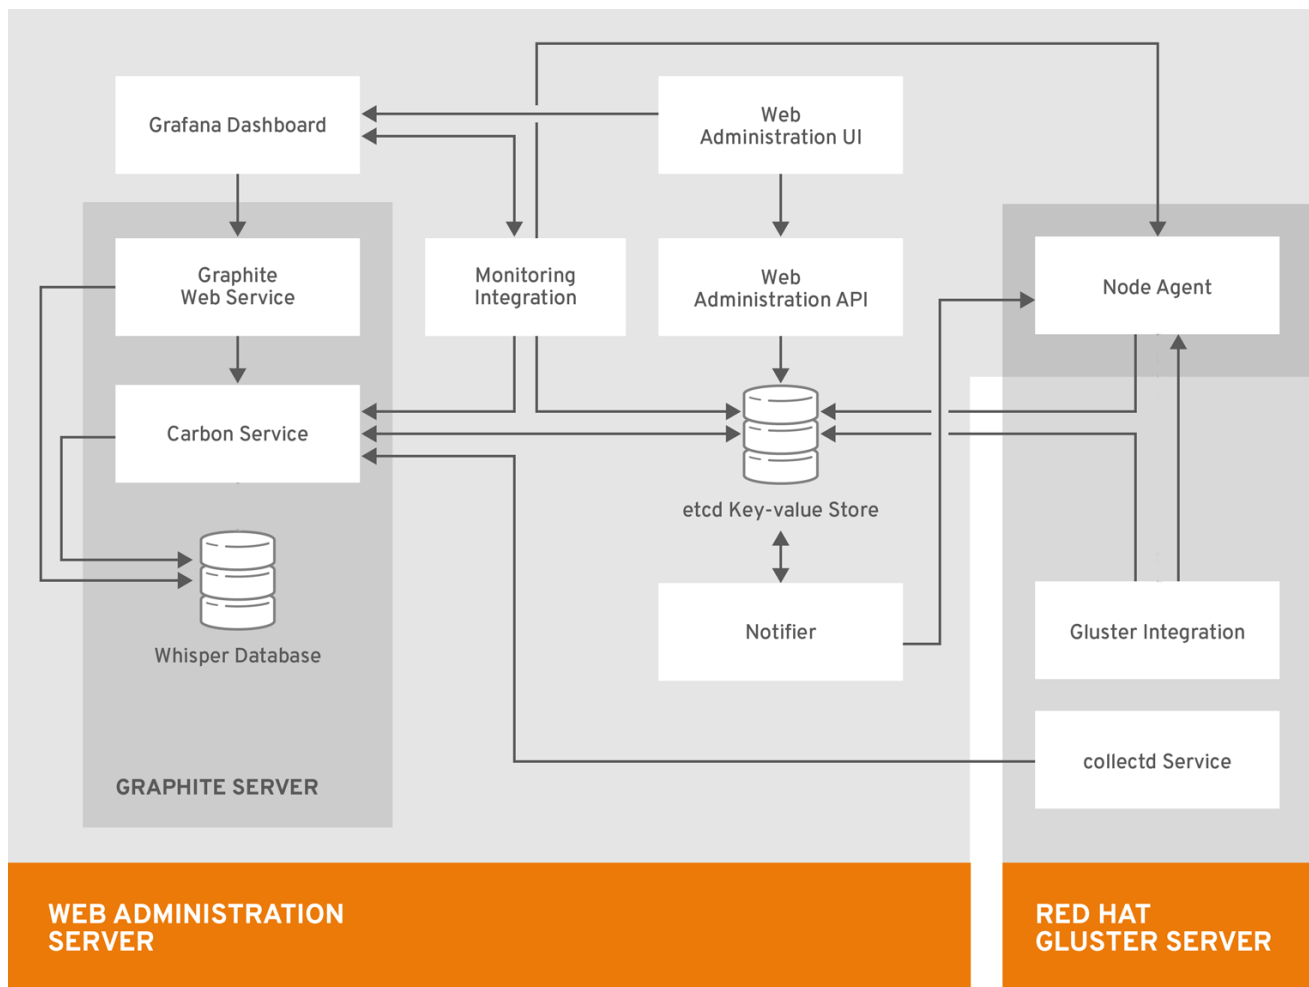 Grafana Dashboard
Web
Administration UI
Graphite
Web Service
Monitoring
Integration
Web
Administration API
Node Agent
Carbon Service
etcd Key-value Store
Whisper Database
Notifier
Gluster Integration
collectd Service
GRAPHITE SERVER
WEB ADMINISTRATION
SERVER
RED HAT
GLUSTER SERVER